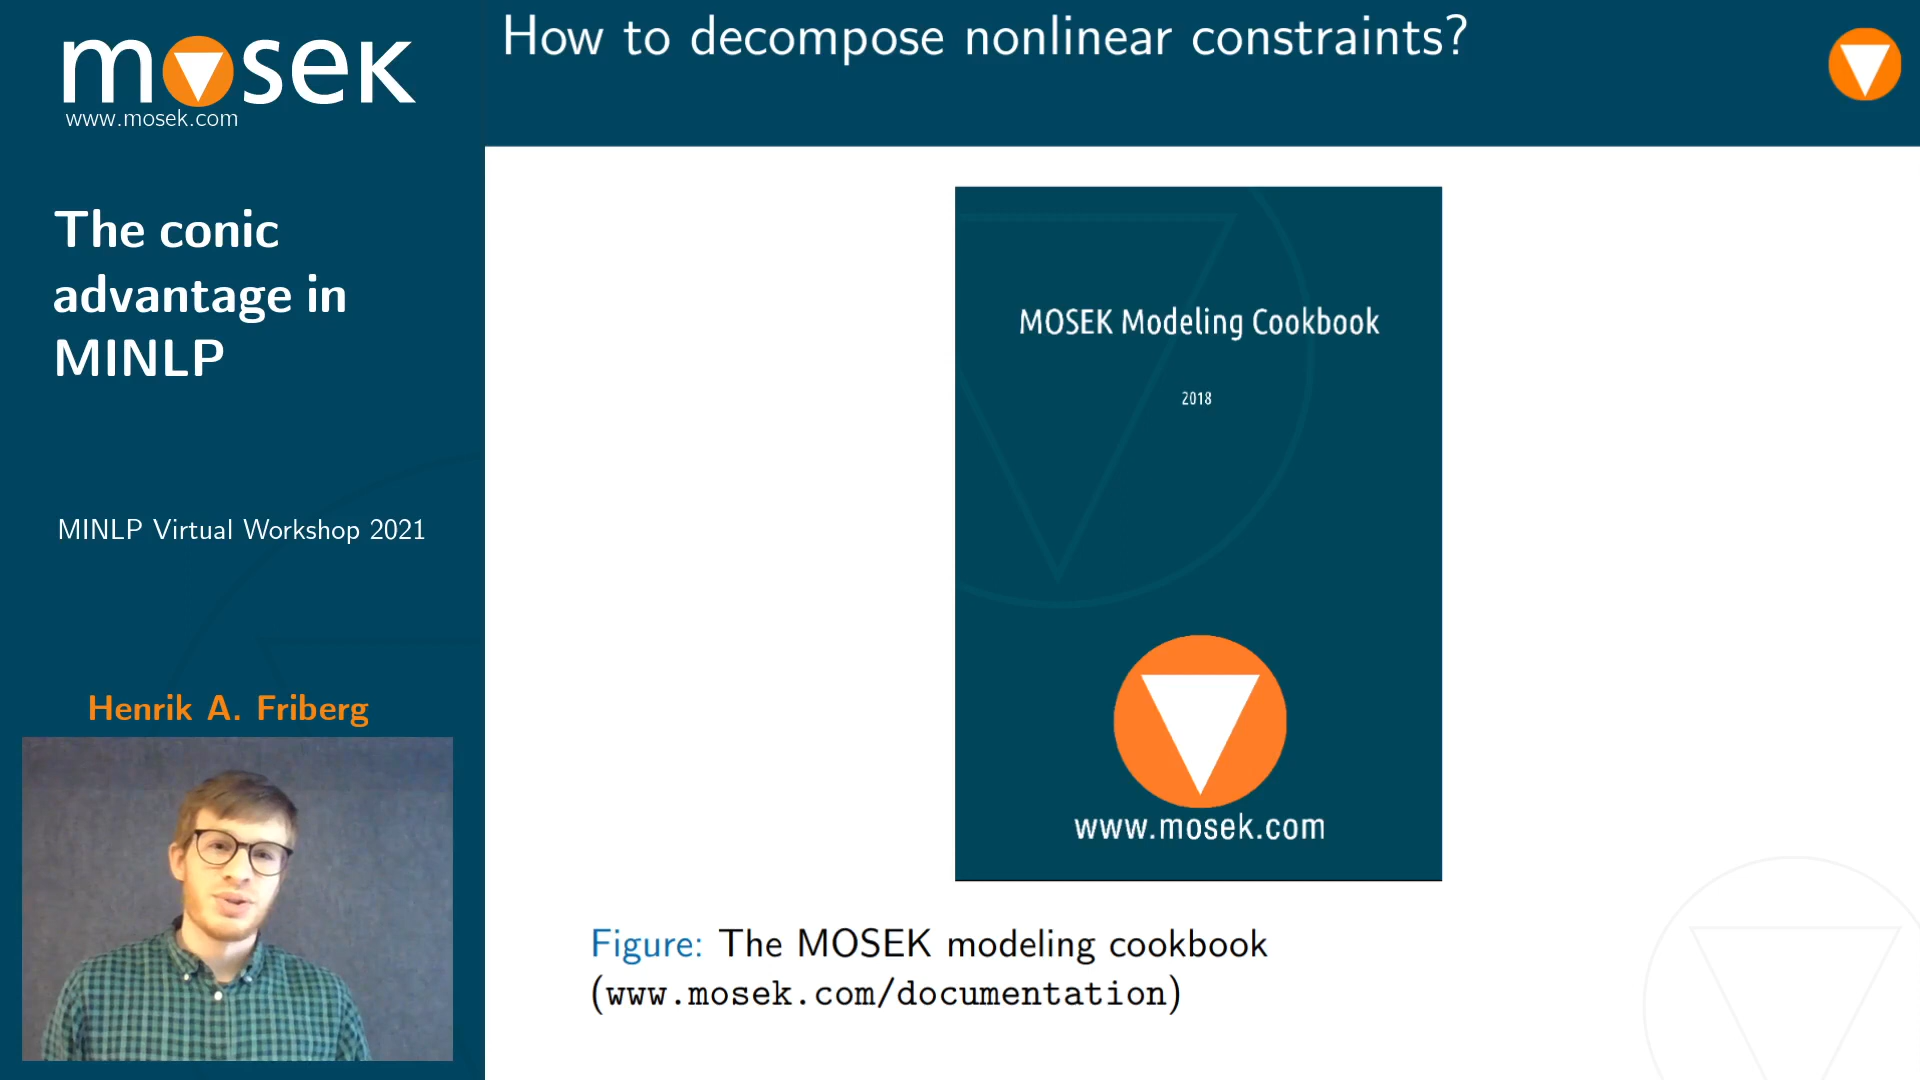 mosek
www.mosek.com
The conic
advantage in
MINLP
MINLP Virtual Workshop 2021
Henrik A. Friberg
How to decompose nonlinear constraints?
MOSEK Modeling Cookbook
2018
www.mosek.com
Figure: The MOSEK modeling cookbook
(www.mosek.com/documentation)